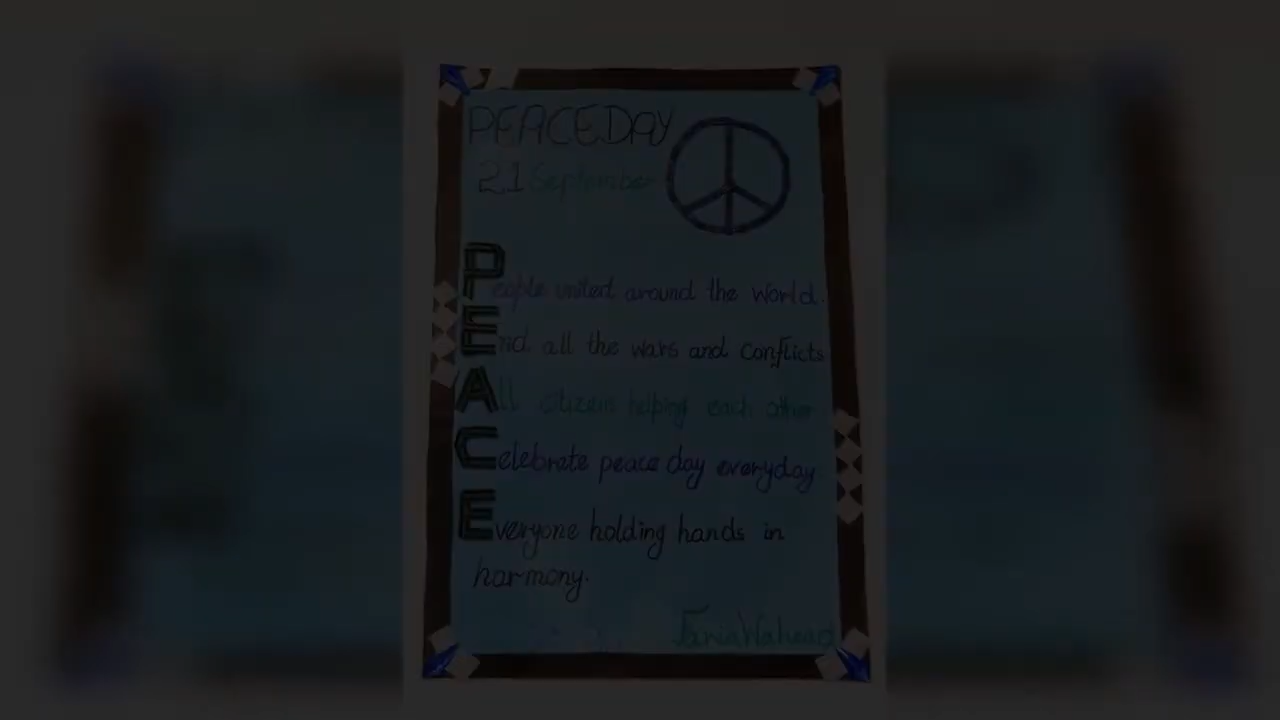 PEACE DAY
21 September
People united around the world.
End all the wars and conflicts
All citizen helping each other
Celebrate peace day everyday
Everyone holding hands in
harmony.